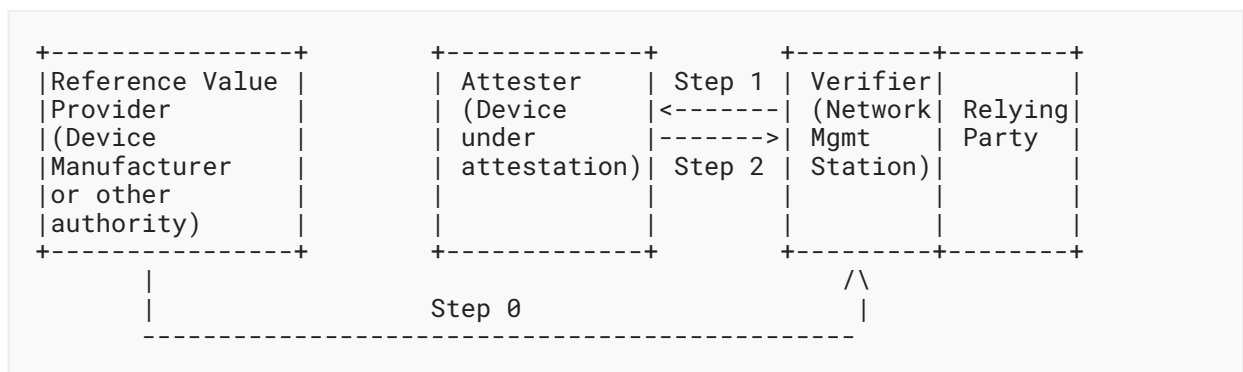 +----------------+        +-------------+        +---------+--------+
|Reference Value |        | Attester    | Step 1 | Verifier|        |
|Provider        |        | (Device     |<-------| (Network| Relying|
|(Device         |        | under       |------->| Mgmt    | Party  |
|Manufacturer    |        | attestation)| Step 2 | Station)|        |
|or other        |        |             |        |         |        |
|authority)      |        |             |        |         |        |
+----------------+        +-------------+        +---------+--------+
       |                                             /\
       |                  Step 0                      |
       -----------------------------------------------